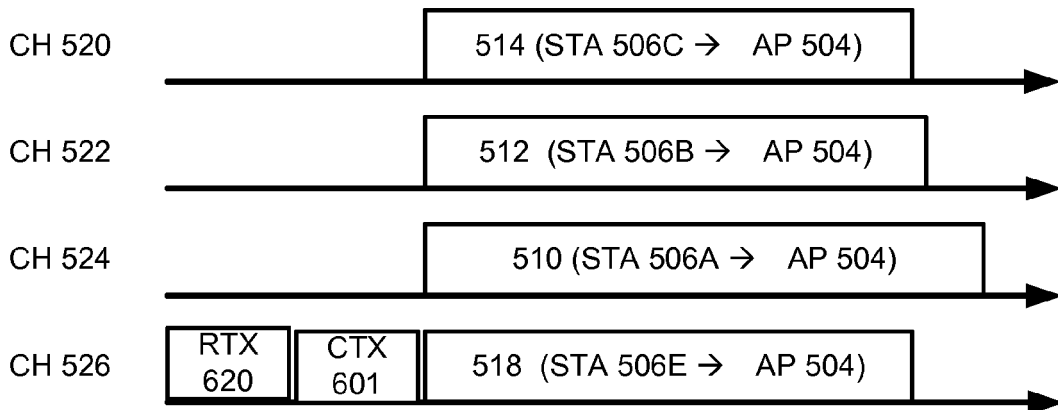 CH 520
514 (STA 506C → AP 504)
CH 522
512 (STA 506B → AP 504)
CH 524
510 (STA 506A → AP 504)
CH 526
RTX
620
CTX
601
518 (STA 506E → AP 504)